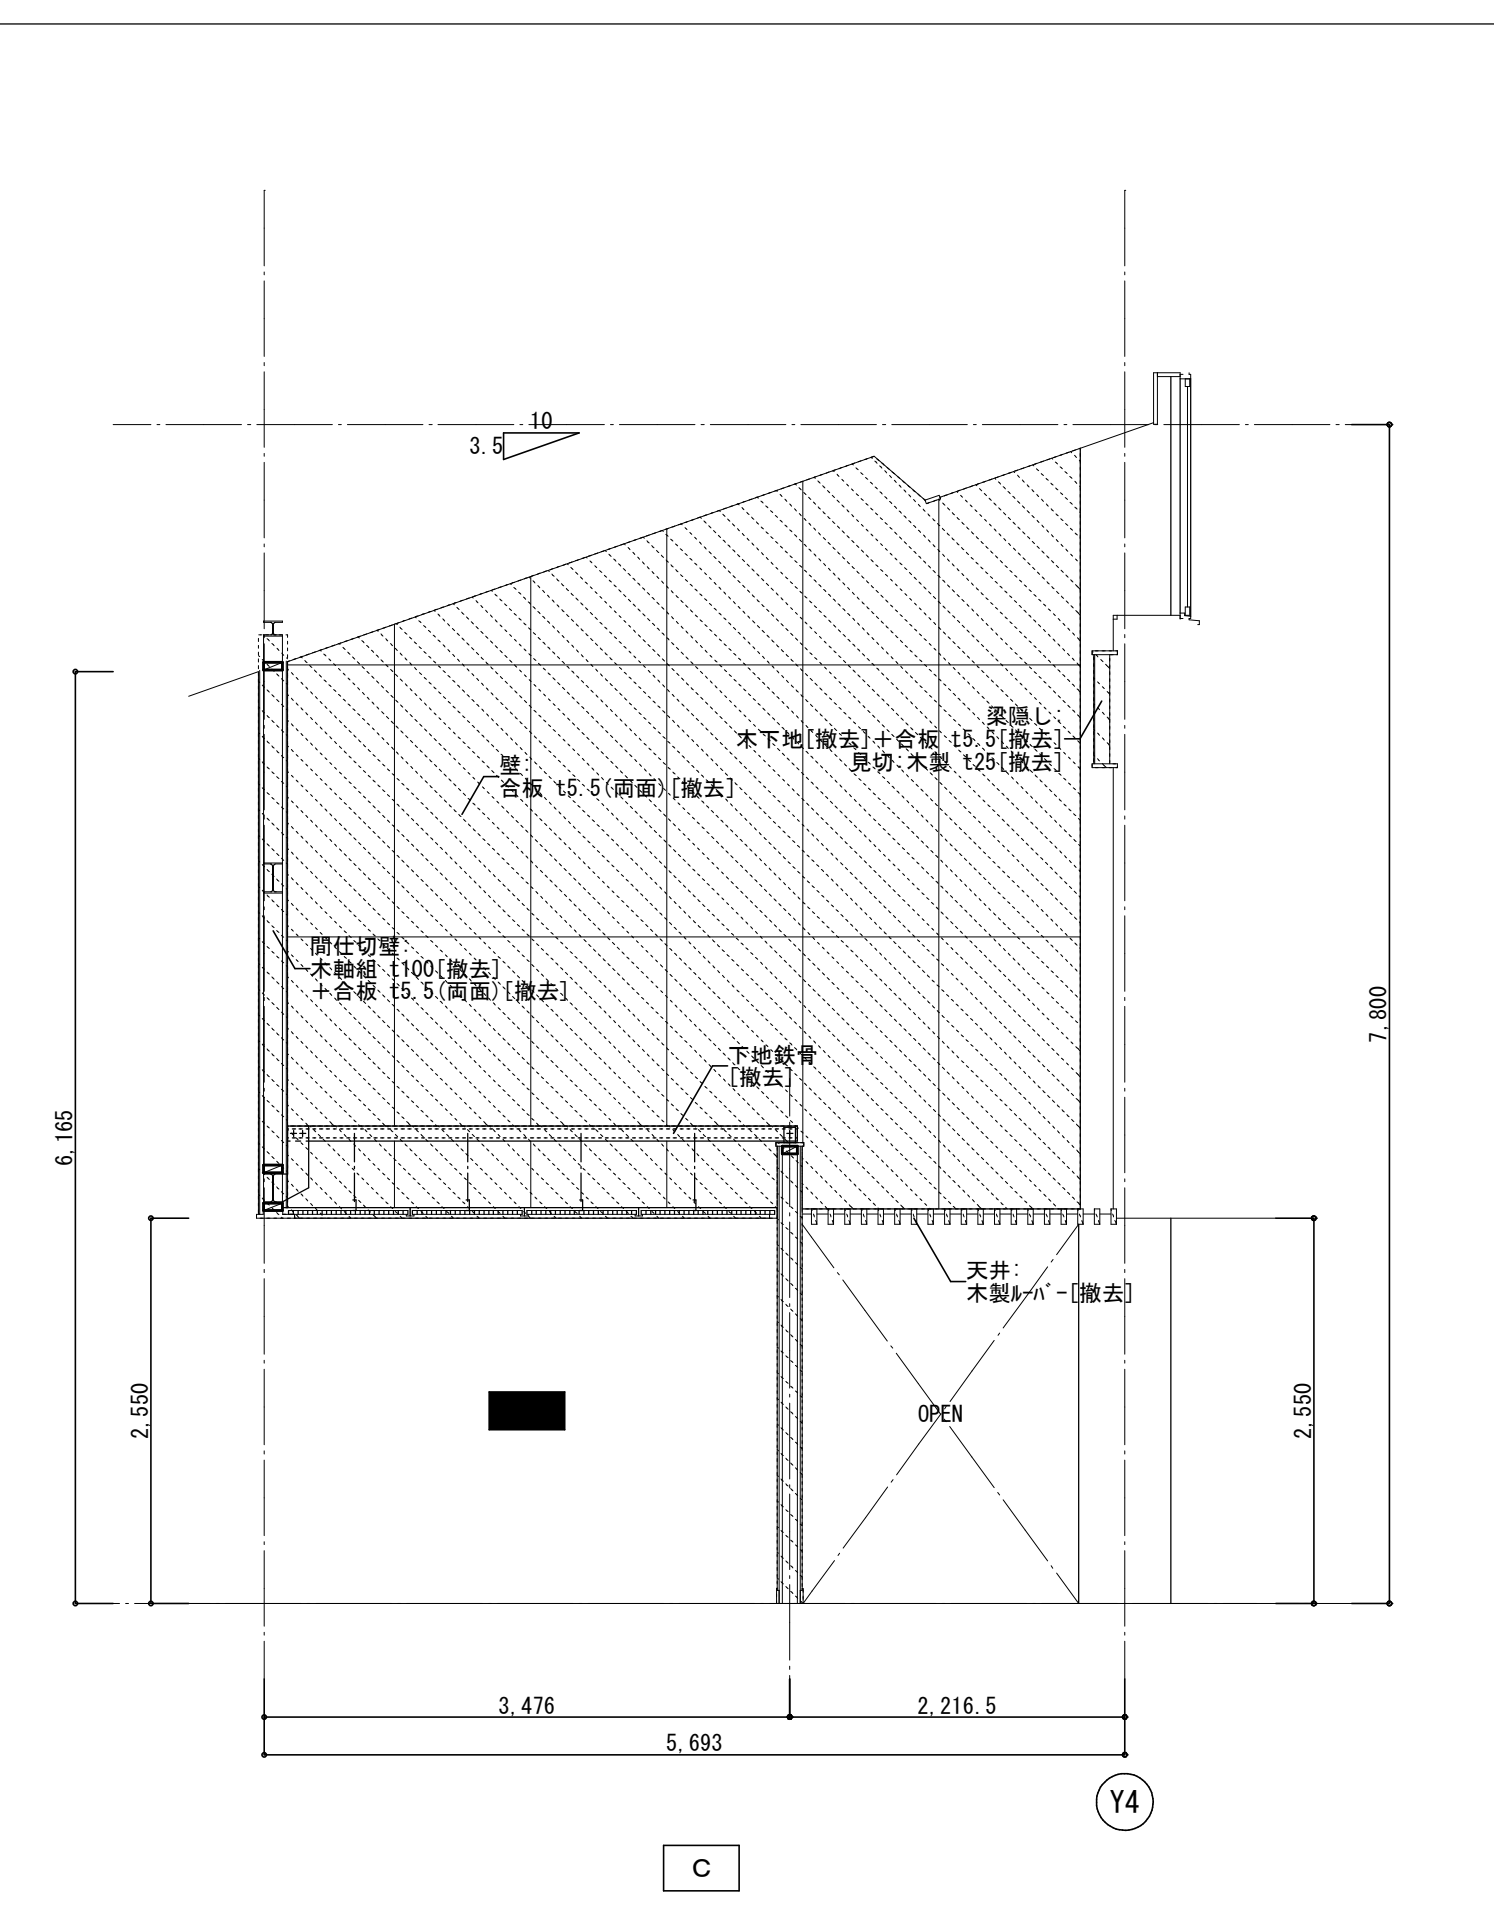 10
3.5
梁隠し:
木下地[撤去]＋合板 t5.5[撤去]
見切:木製 t25[撤去]
壁:
合板 t5.5(両面)[撤去]
間仕切壁:
木軸組 t100[撤去]
＋合板 t5.5(両面)[撤去]
下地鉄骨
[撤去]
7,800
6,165
天井:
木製ﾙｰﾊﾞｰ[撤去]
2,550
2,550
OPEN
3,476
2,216.5
5,693
Y4
C